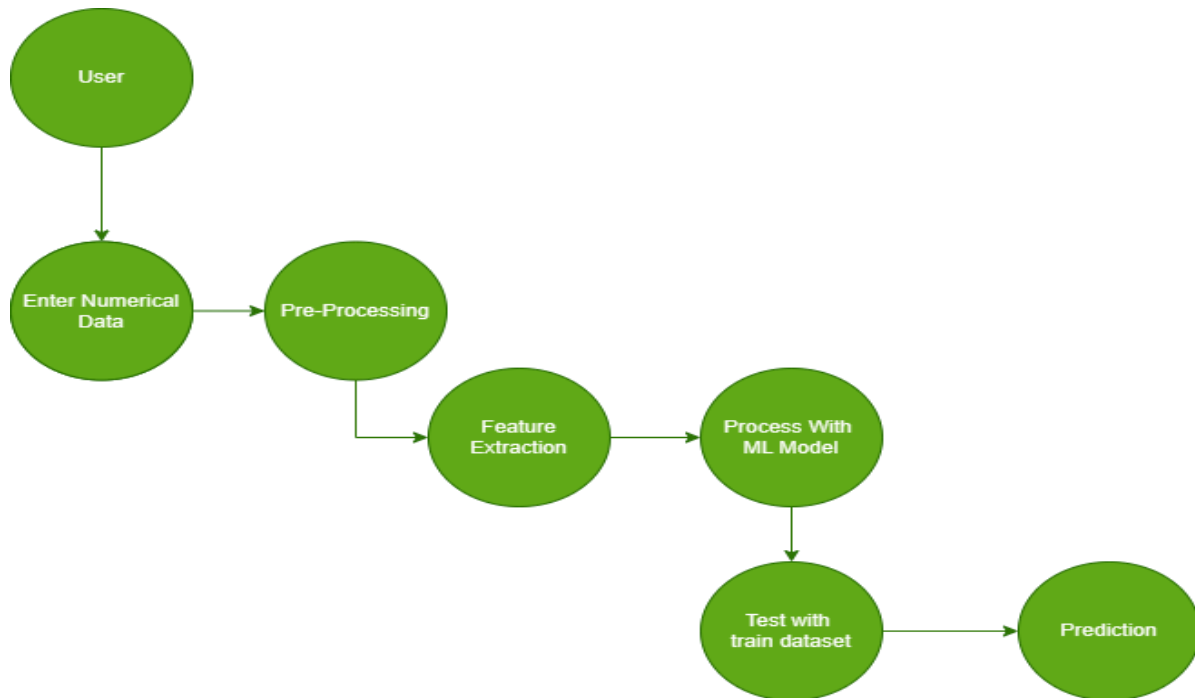 User
Enter Numerical
Data
Pre-Processing
Feature
Extraction
Process With
ML Model
Test with
train dataset
Prediction